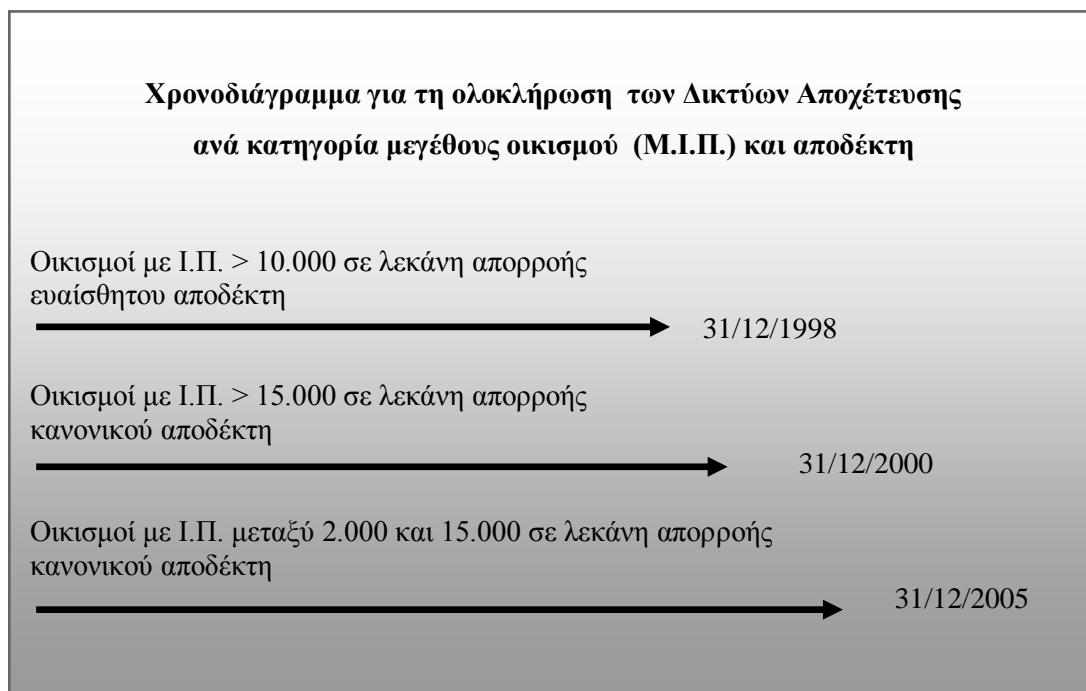 Χρονοδιάγραμμα για τη ολοκλήρωση των Δικτύων Αποχέτευσης
ανά κατηγορία μεγέθους οικισμού (Μ.Ι.Π.) και αποδέκτη
Οικισμοί με Ι.Π. > 10.000 σε λεκάνη απορροής
ευαίσθητου αποδέκτη
31/12/1998
Οικισμοί με Ι.Π. > 15.000 σε λεκάνη απορροής
κανονικού αποδέκτη
31/12/2000
Οικισμοί με Ι.Π. μεταξύ 2.000 και 15.000 σε λεκάνη απορροής
κανονικού αποδέκτη
31/12/2005